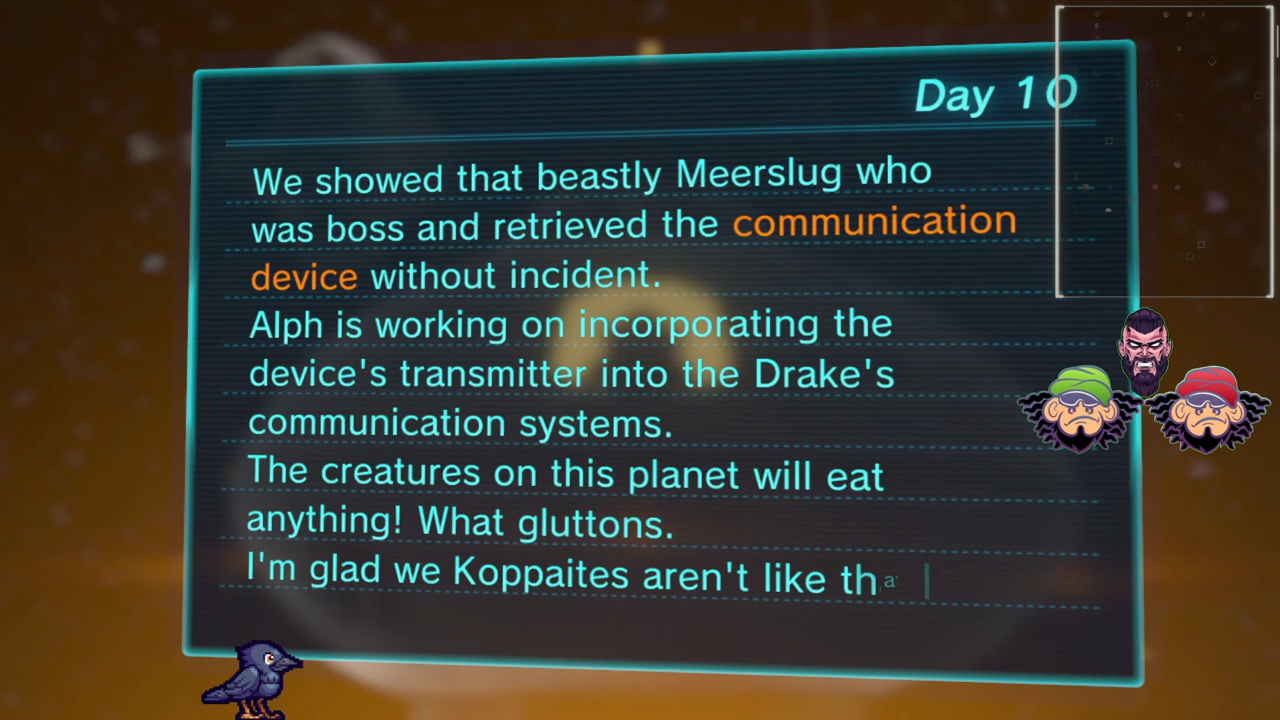 Day 10
We showed that beastly Meerslug who
was boss and retrieved the communication
device without incident.
Alph is working on incorporating the
device's transmitter into the Drake's
communication systems.
The creatures on this planet will eat
anything! What gluttons.
I'm glad we Koppaites aren't like tha